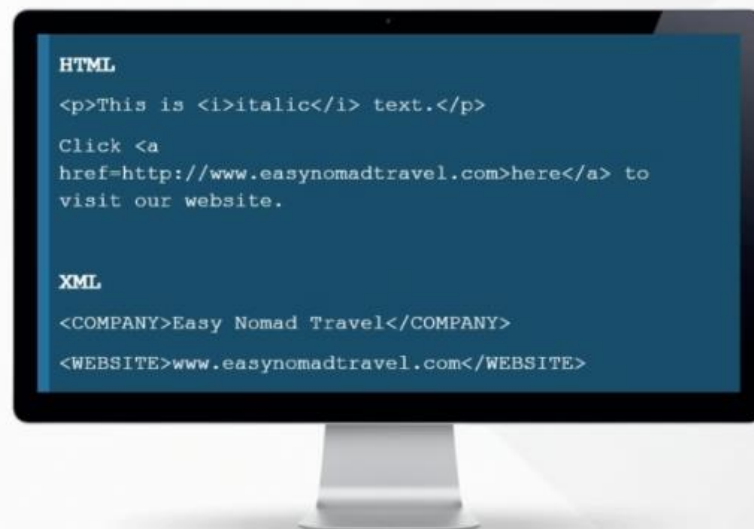 HTML
<p>This is <i>italic</i> text.</p>
Click <a
href=http://www.easynomadtravel.com>here</a> to
visit our website.
XML
<COMPANY>Easy Nomad Travel</COMPANY>
<WEBSITE>www.easynomadtravel.com</WEBSITE>